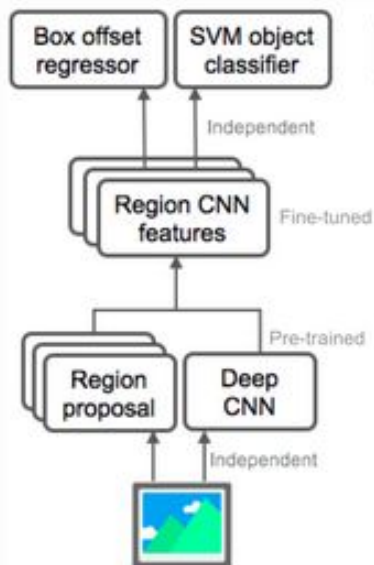 Box offset
regressor
SVM object
classifier
Independent
Region CNN
features
Fine-tuned
Pre-trained
Region
proposal
Deep
CNN
Independent